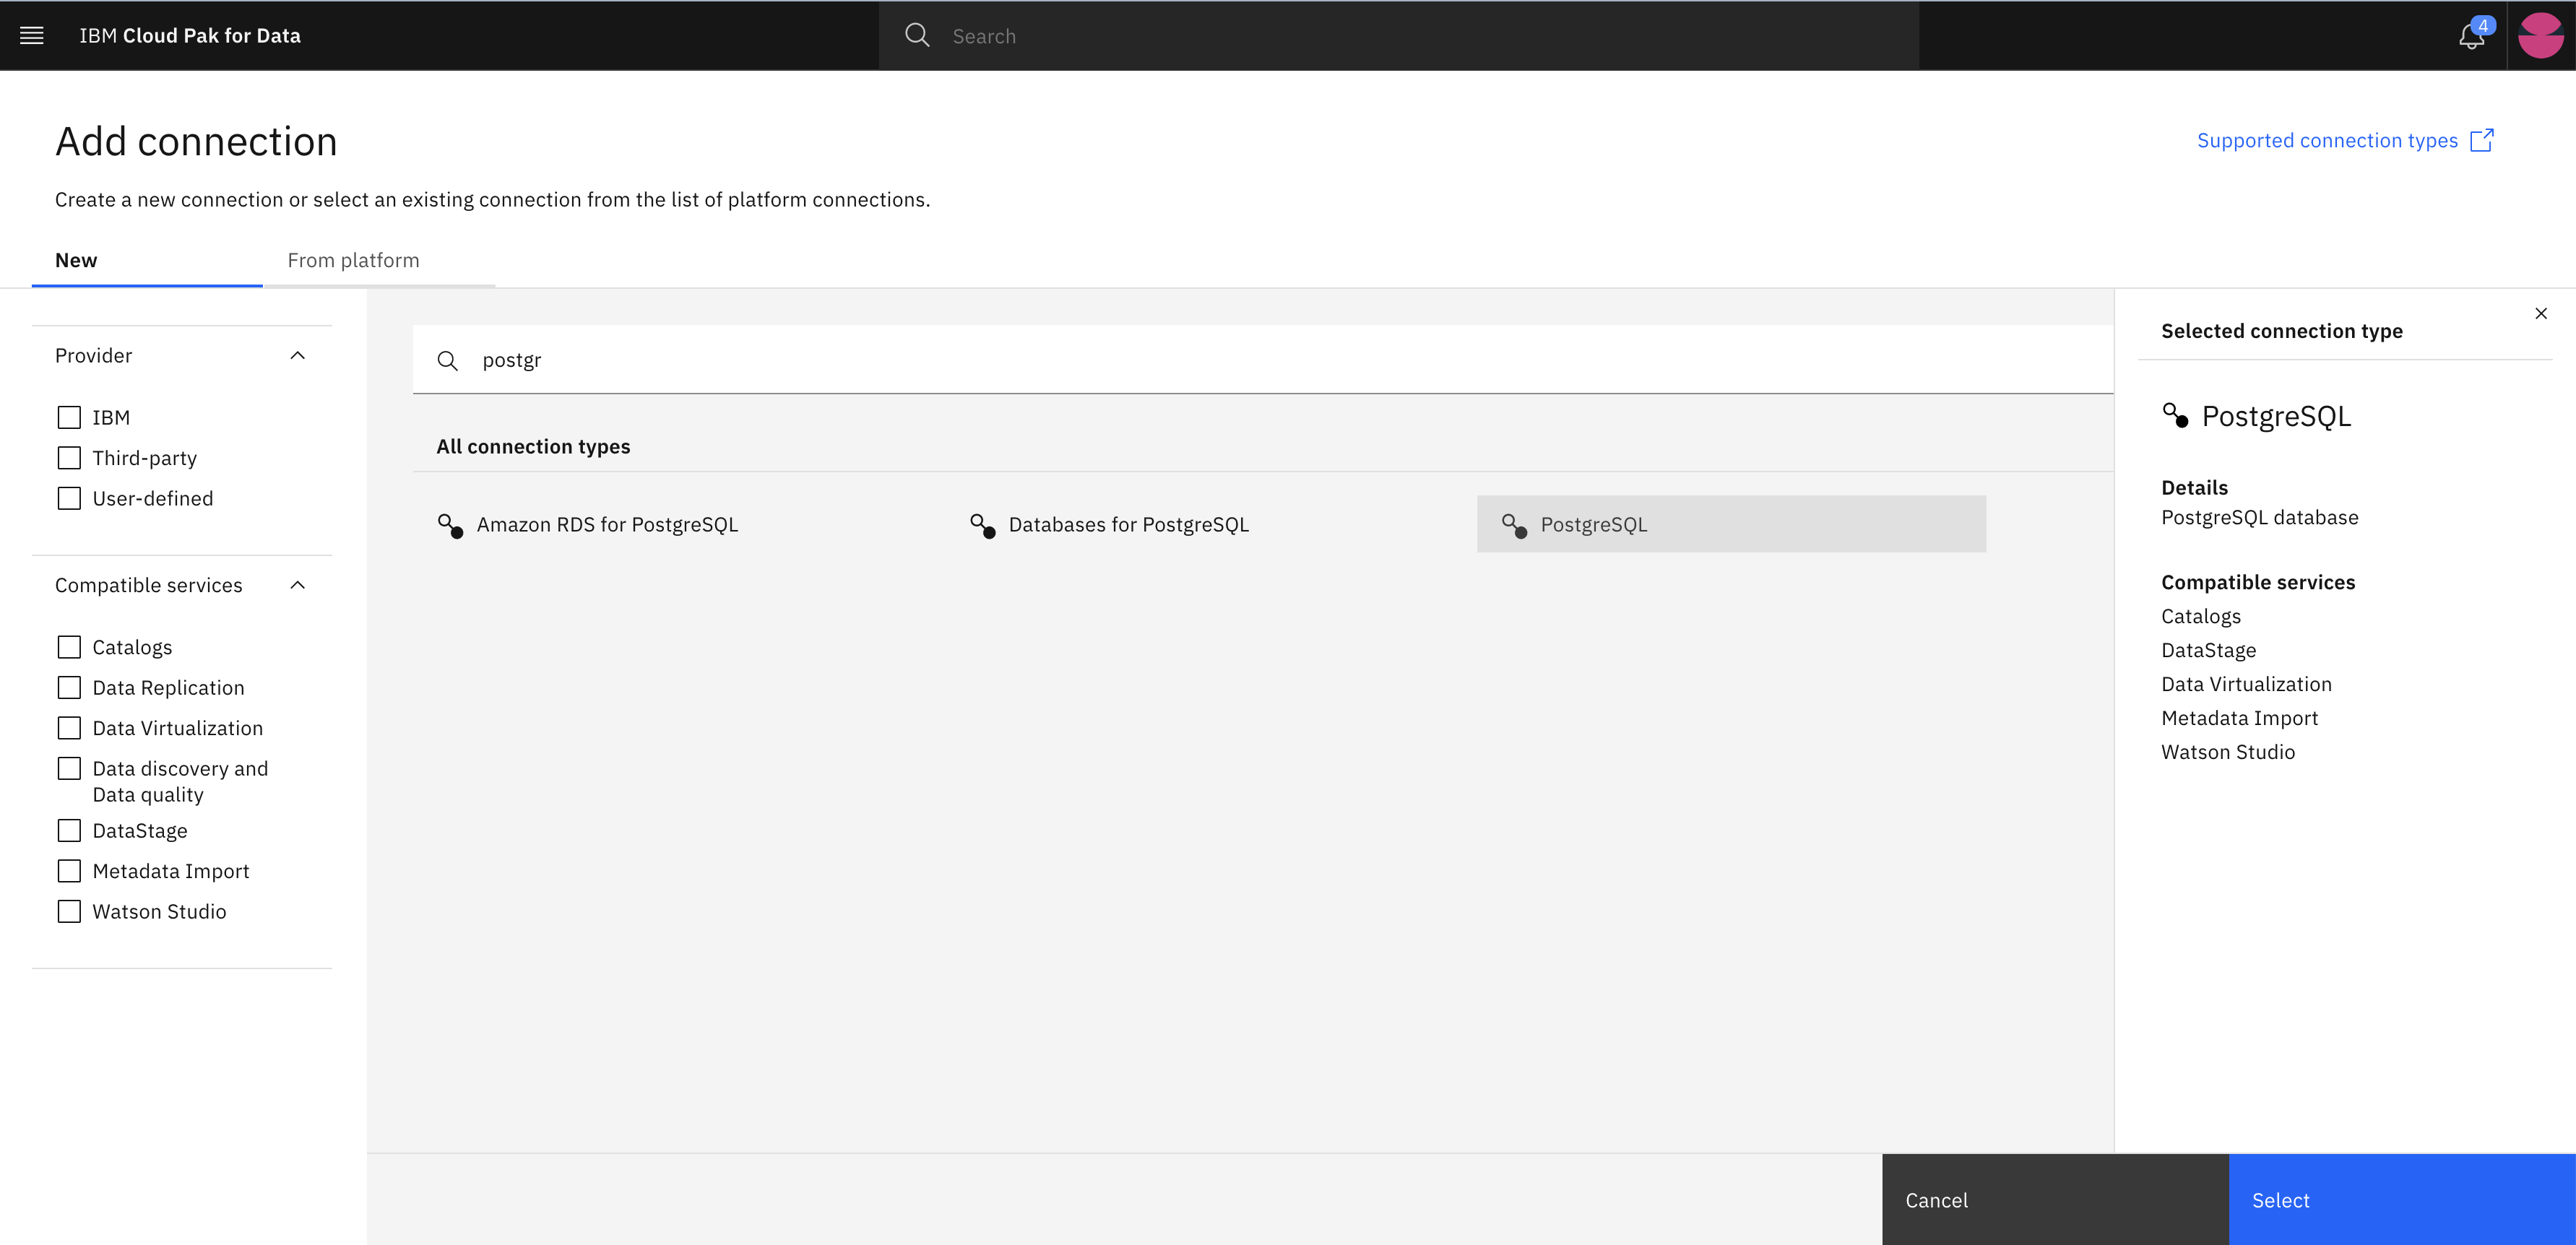 IBM Cloud Pak for Data
Search
4
Add connection
Supported connection types
Create a new connection or select an existing connection from the list of platform connections.
New
From platform
Provider
IBM
Third-party
User-defined
Compatible services
Catalogs
Data Replication
Data Virtualization
Data discovery and
Data quality
DataStage
Metadata Import
Watson Studio
postgr
All connection types
Amazon RDS for PostgreSQL
Databases for PostgreSQL
PostgreSQL
Selected connection type
PostgreSQL
Details
PostgreSQL database
Compatible services
Catalogs
DataStage
Data Virtualization
Metadata Import
Watson Studio
Cancel
Select